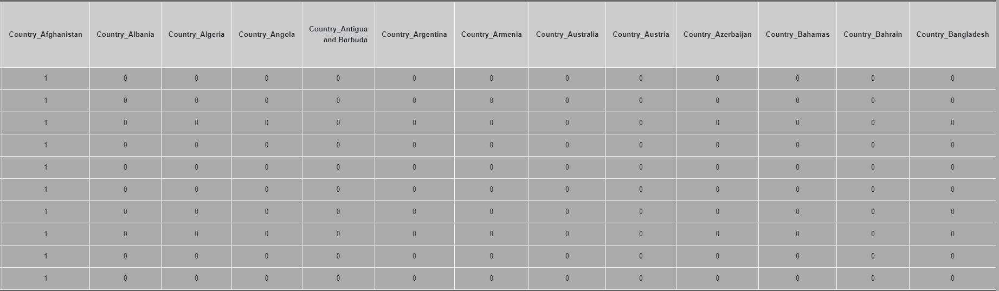 Country_Afghanistan Country_Albania Country_Algeria Country_Angola Country_Antigua and Barbuda Country_Argentina Country_Armenia Country_Australia Country_Austria Country_Azerbaijan Country_Bahamas Country_Bahrain Country_Bangladesh
1 0 0 0 0 0 0 0 0 0 0 0 0
1 0 0 0 0 0 0 0 0 0 0 0 0
1 0 0 0 0 0 0 0 0 0 0 0 0
1 0 0 0 0 0 0 0 0 0 0 0 0
1 0 0 0 0 0 0 0 0 0 0 0 0
1 0 0 0 0 0 0 0 0 0 0 0 0
1 0 0 0 0 0 0 0 0 0 0 0 0
1 0 0 0 0 0 0 0 0 0 0 0 0
1 0 0 0 0 0 0 0 0 0 0 0 0
1 0 0 0 0 0 0 0 0 0 0 0 0